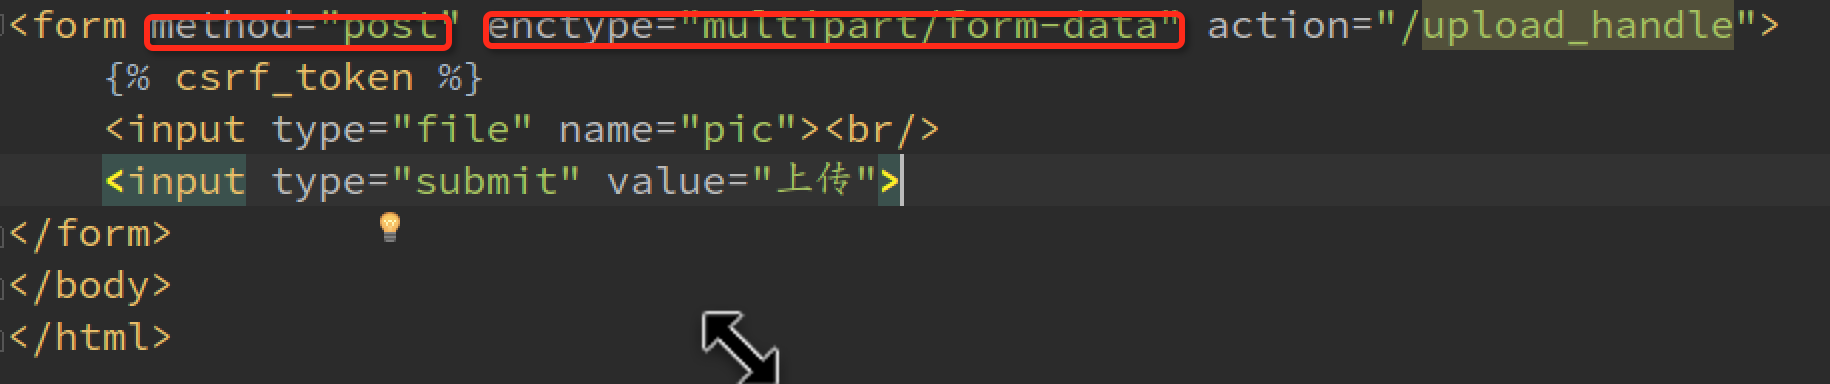 <form method="post" enctype="multipart/form-data" action="/upload_handle">
{% csrf_token %}
<input type="file" name="pic"><br/>
<input type="submit" value="上传">
</form>
</body>
</html>